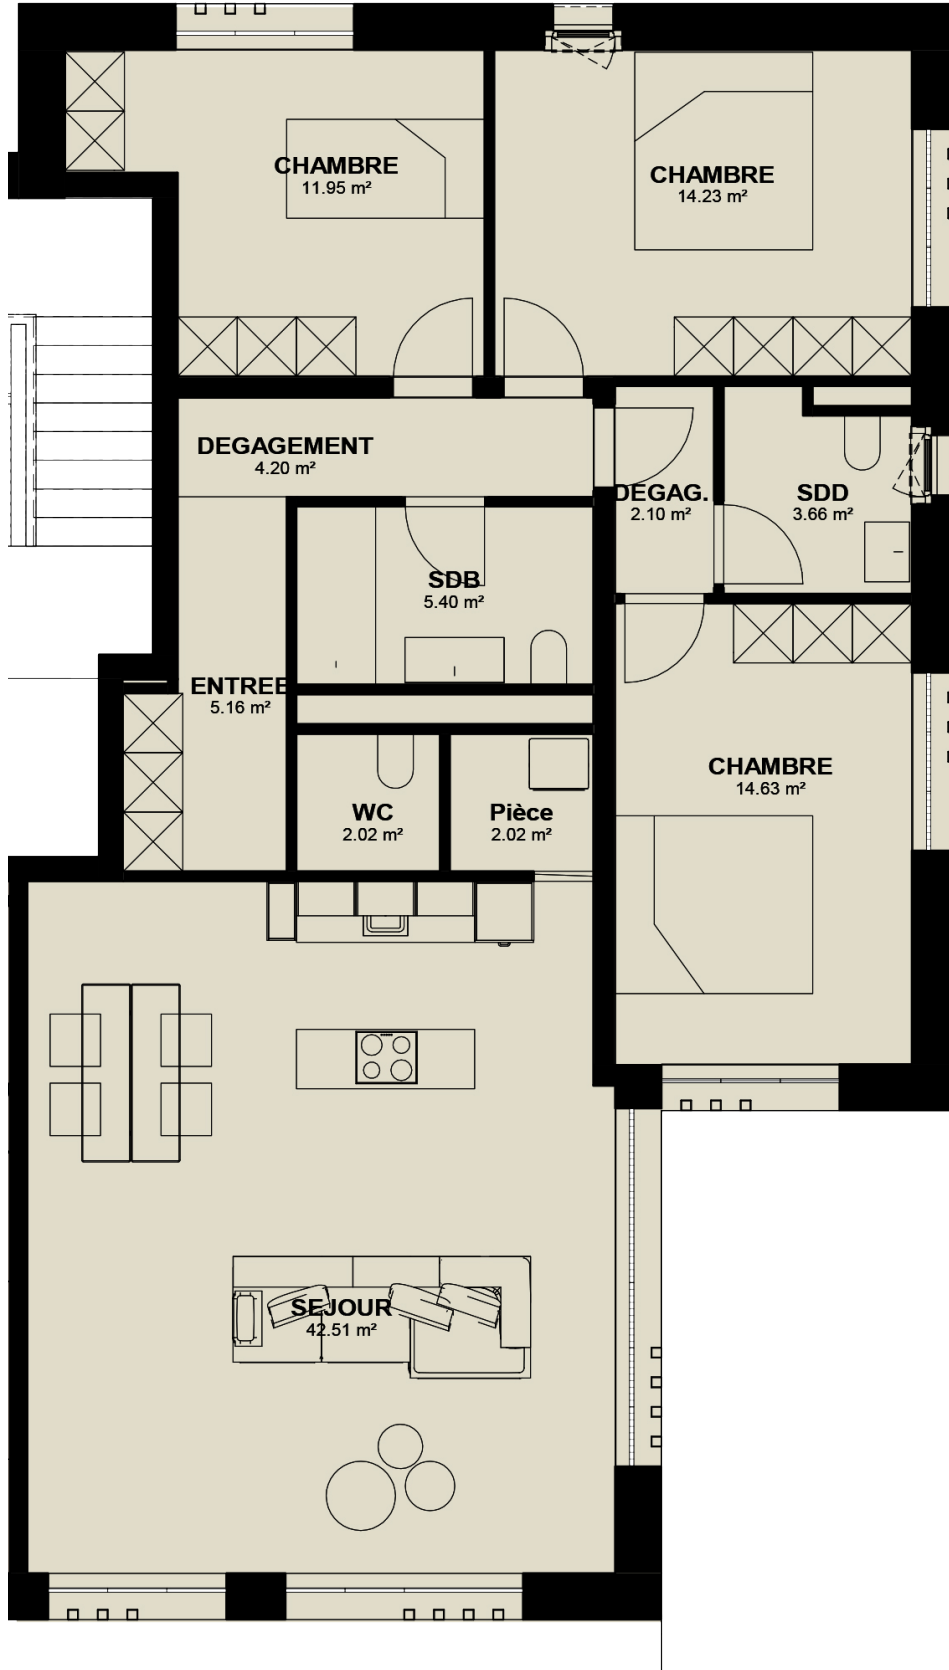 CHAMBRE
11.95 m²
CHAMBRE
14.23 m²
DEGAGEMENT
4.20 m²
DEGAG.
2.10 m²
SDD
3.66 m²
SDB
5.40 m²
ENTREE
5.16 m²
CHAMBRE
14.63 m²
WC
2.02 m²
Pièce
2.02 m²
SEJOUR
42.51 m²